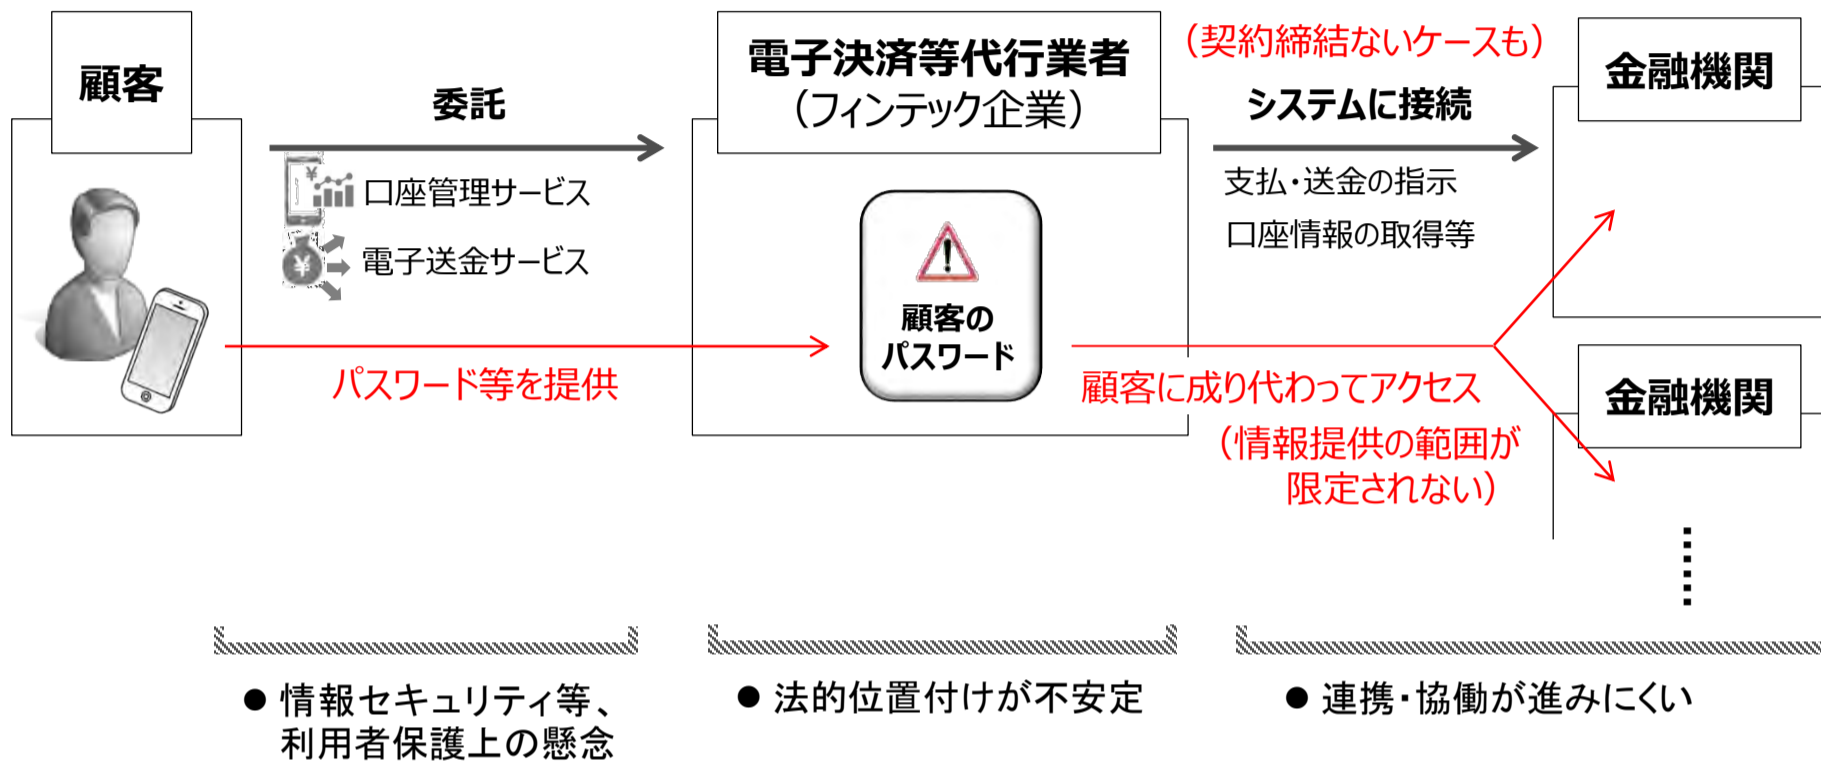 顧客
委託
口座管理サービス
電子送金サービス
パスワード等を提供
電子決済等代行業者
（フィンテック企業）
顧客の
パスワード
（契約締結ないケースも）
システムに接続
支払・送金の指示
口座情報の取得等
顧客に成り代わってアクセス
（情報提供の範囲が
限定されない）
金融機関
金融機関
● 情報セキュリティ等、
利用者保護上の懸念
● 法的位置付けが不安定
● 連携・協働が進みにくい